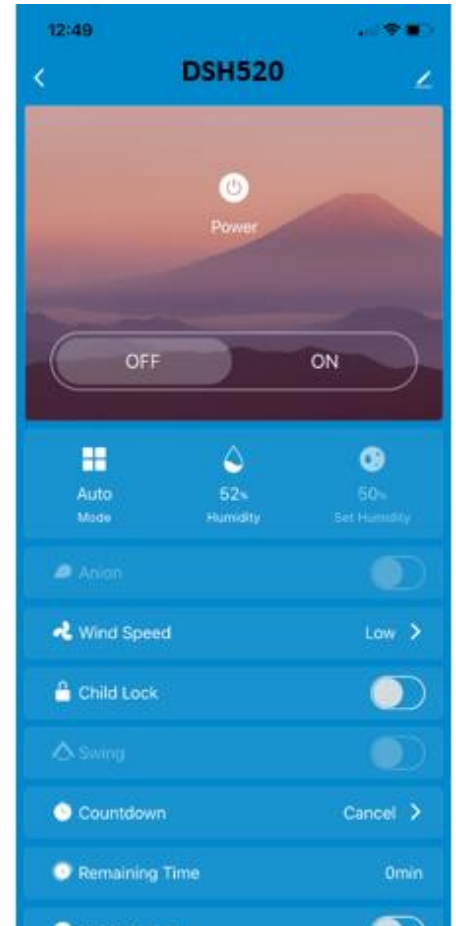 12:49
DSH520
Power
OFF ON
Auto 52% 50%
Mode Humidity Set Humidity
Anion
Wind Speed Low
Child Lock
Swing
Countdown Cancel
Remaining Time 0min